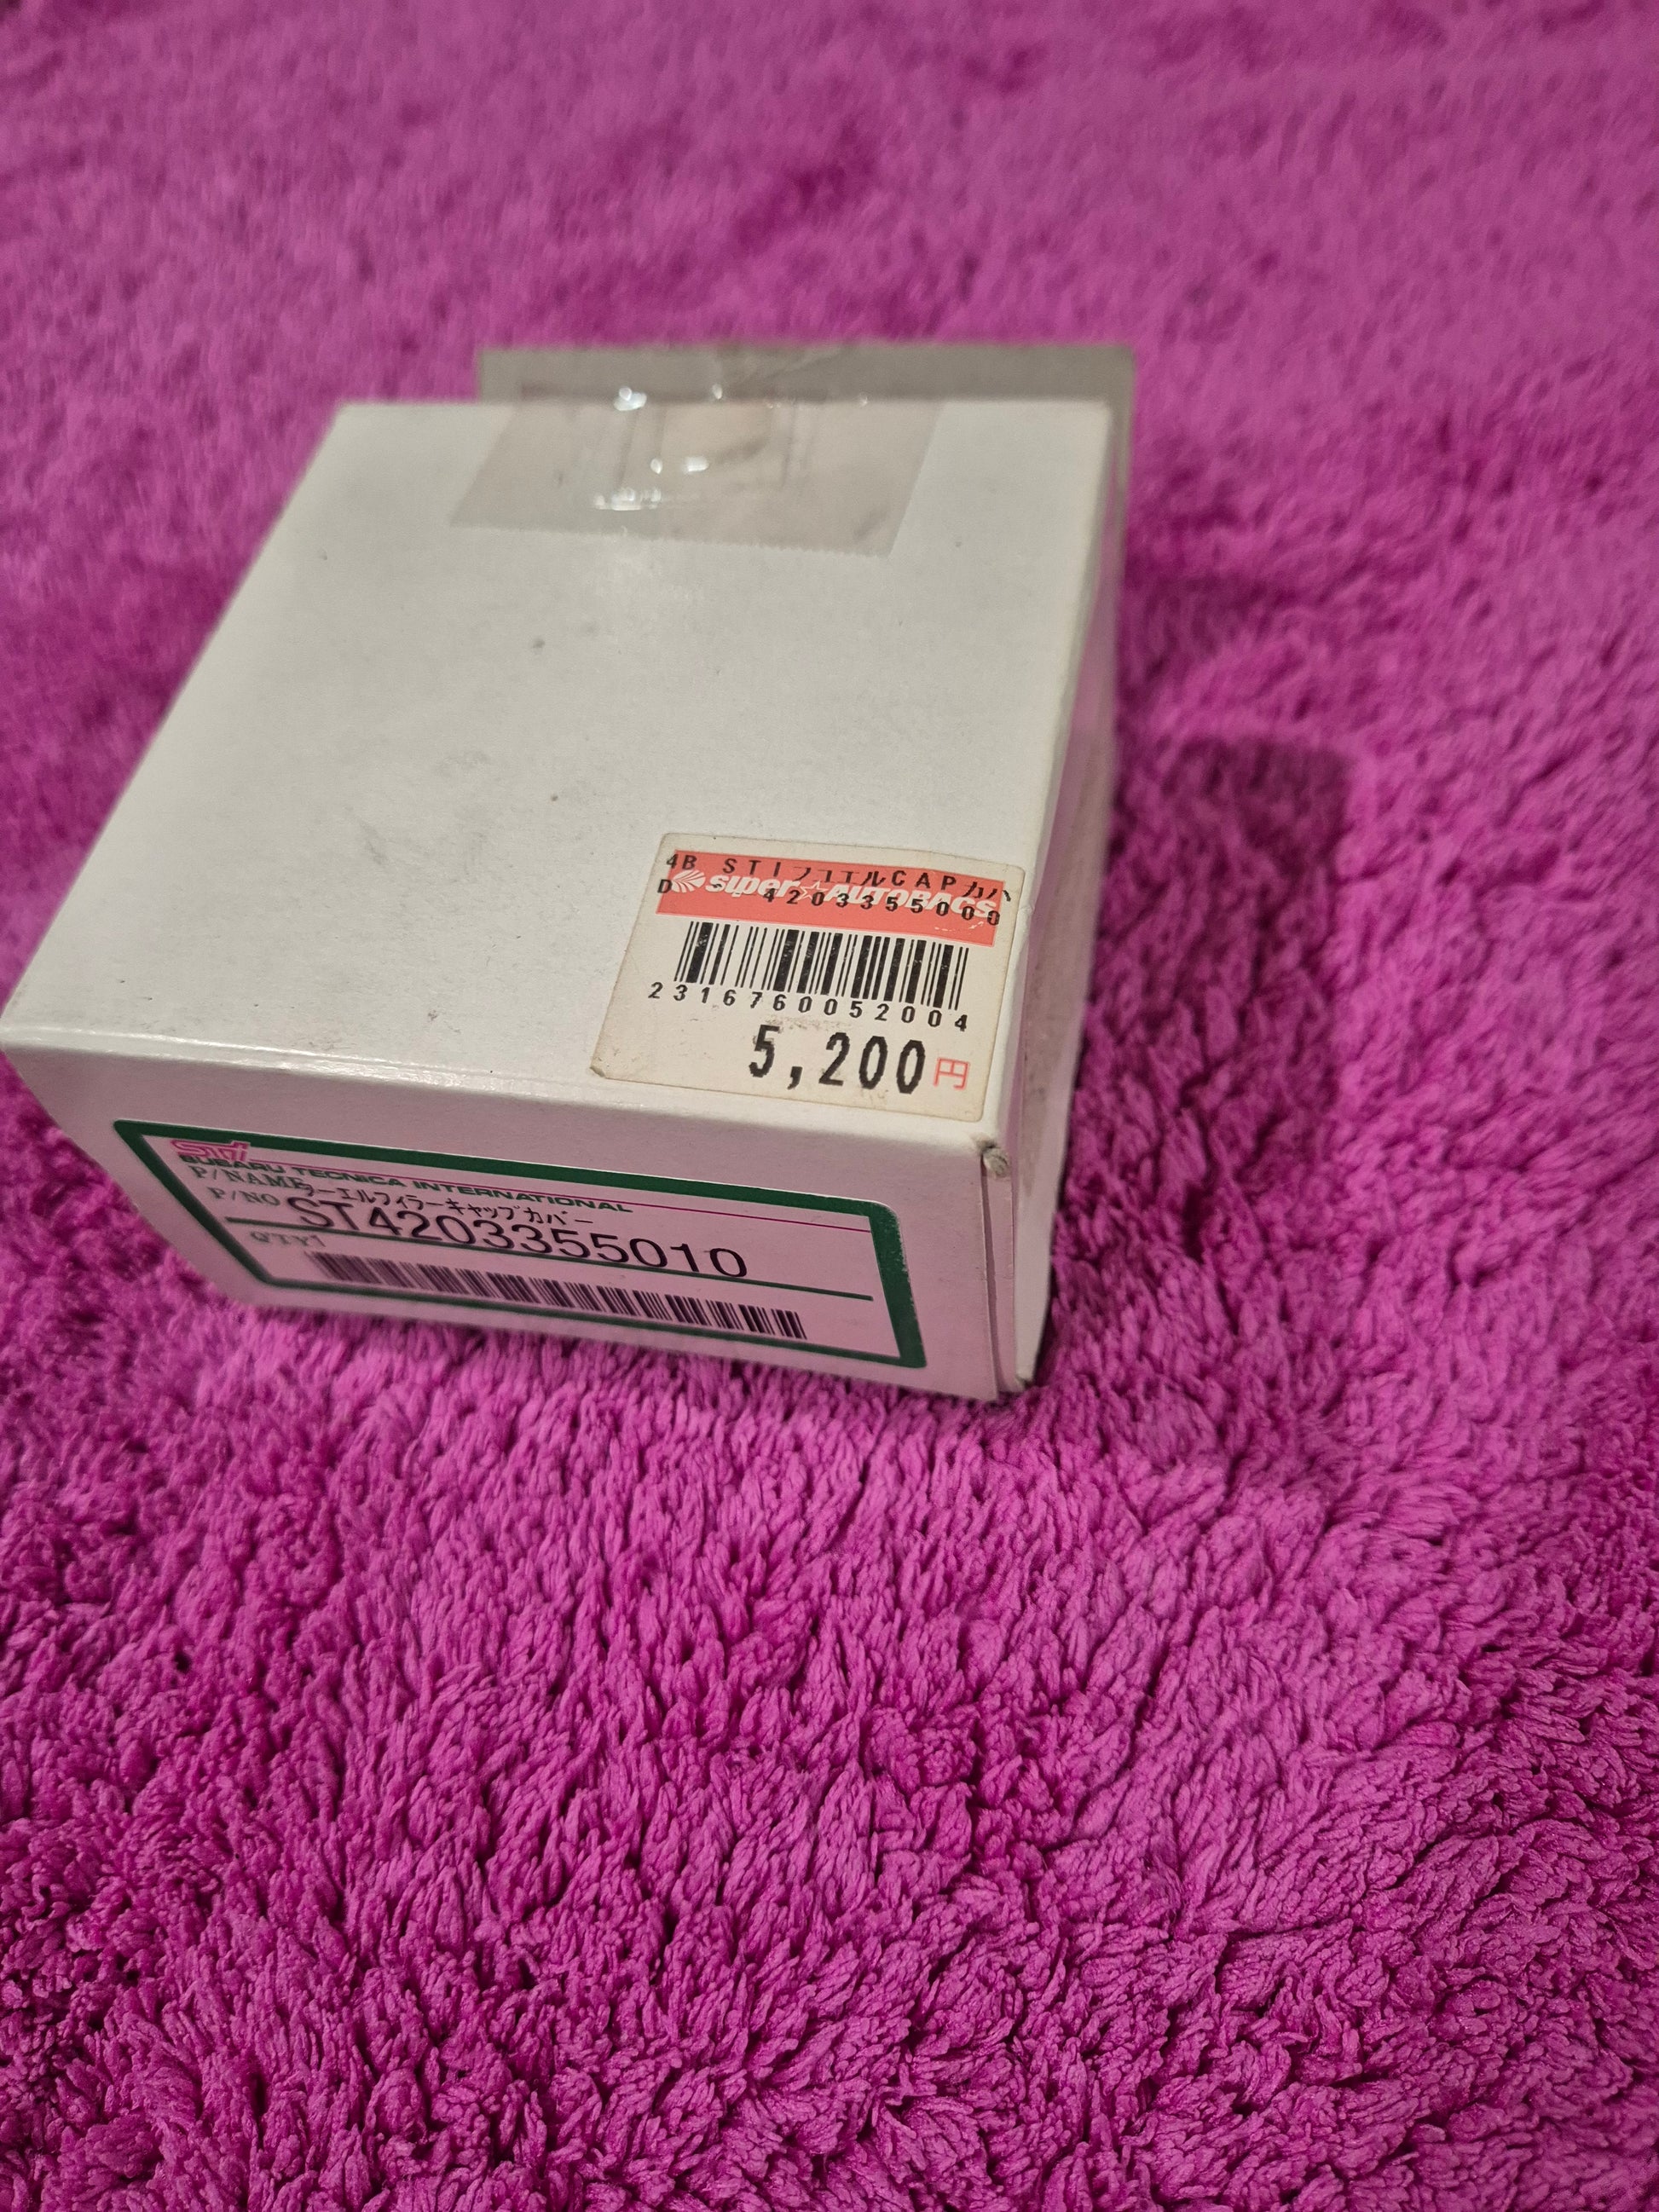 4B STIフュエルCAPカバ
super☆AUTOBACS
D - 4203355000
2316760052004
5,200円
STi
SUBARU TECNICA INTERNATIONAL
P/NAME フーエルフィラーキャップカバー
P/NO ST4203355010
Q'TY 1